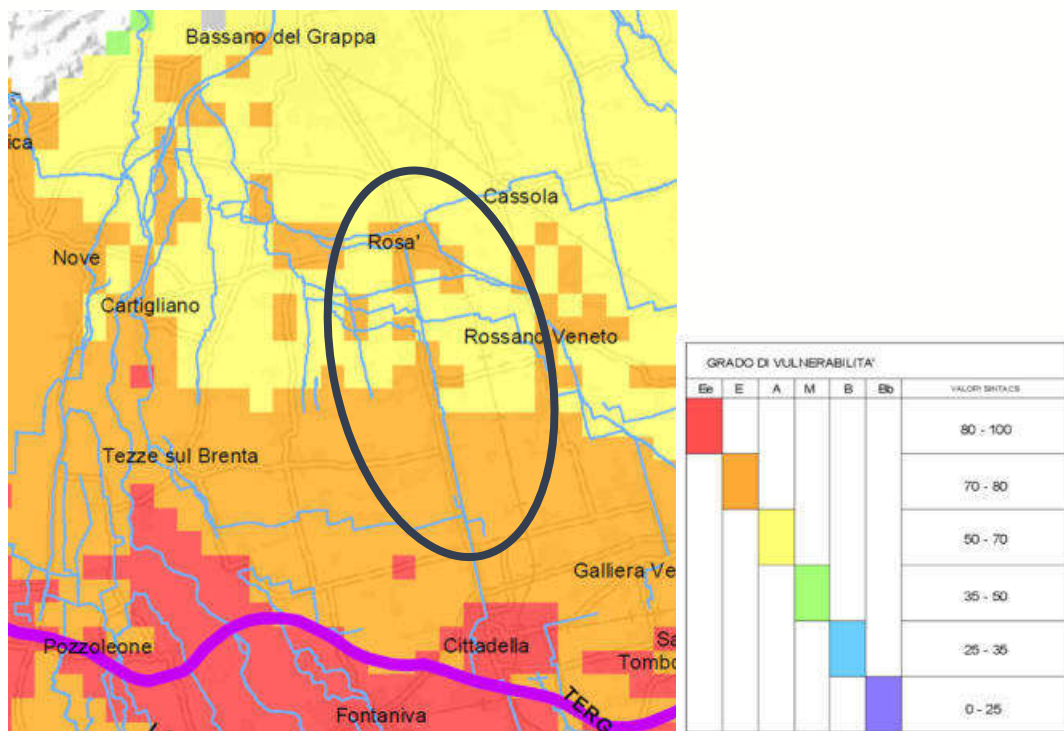 Bassano del Grappa
ica
Cassola
Rosa'
Nove
Cartigliano
Rossano Veneto
Tezze sul Brenta
Galliera Ve
Pozzoleone
Cittadella
Sa
Tombo
TERG
Fontaniva
GRADO DI VULNERABILITA'
Ee E A M B Bb VALORI SINTACS
80 - 100
70 - 80
50 - 70
35 - 50
25 - 35
0 - 25